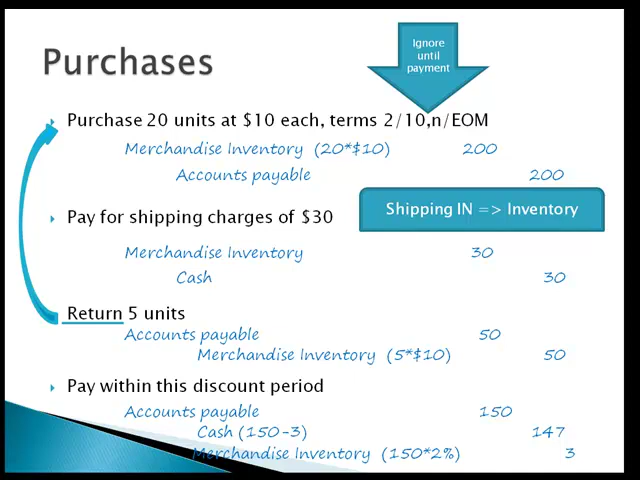 Ignore
until
payment
Purchases
Purchase 20 units at $10 each, terms 2/10,n/EOM
Merchandise Inventory (20*$10) 200
Accounts payable 200
Shipping IN => Inventory
Pay for shipping charges of $30
Merchandise Inventory 30
Cash 30
Return 5 units
Accounts payable 50
Merchandise Inventory (5*$10) 50
Pay within this discount period
Accounts payable 150
Cash (150-3) 147
Merchandise Inventory (150*2%) 3